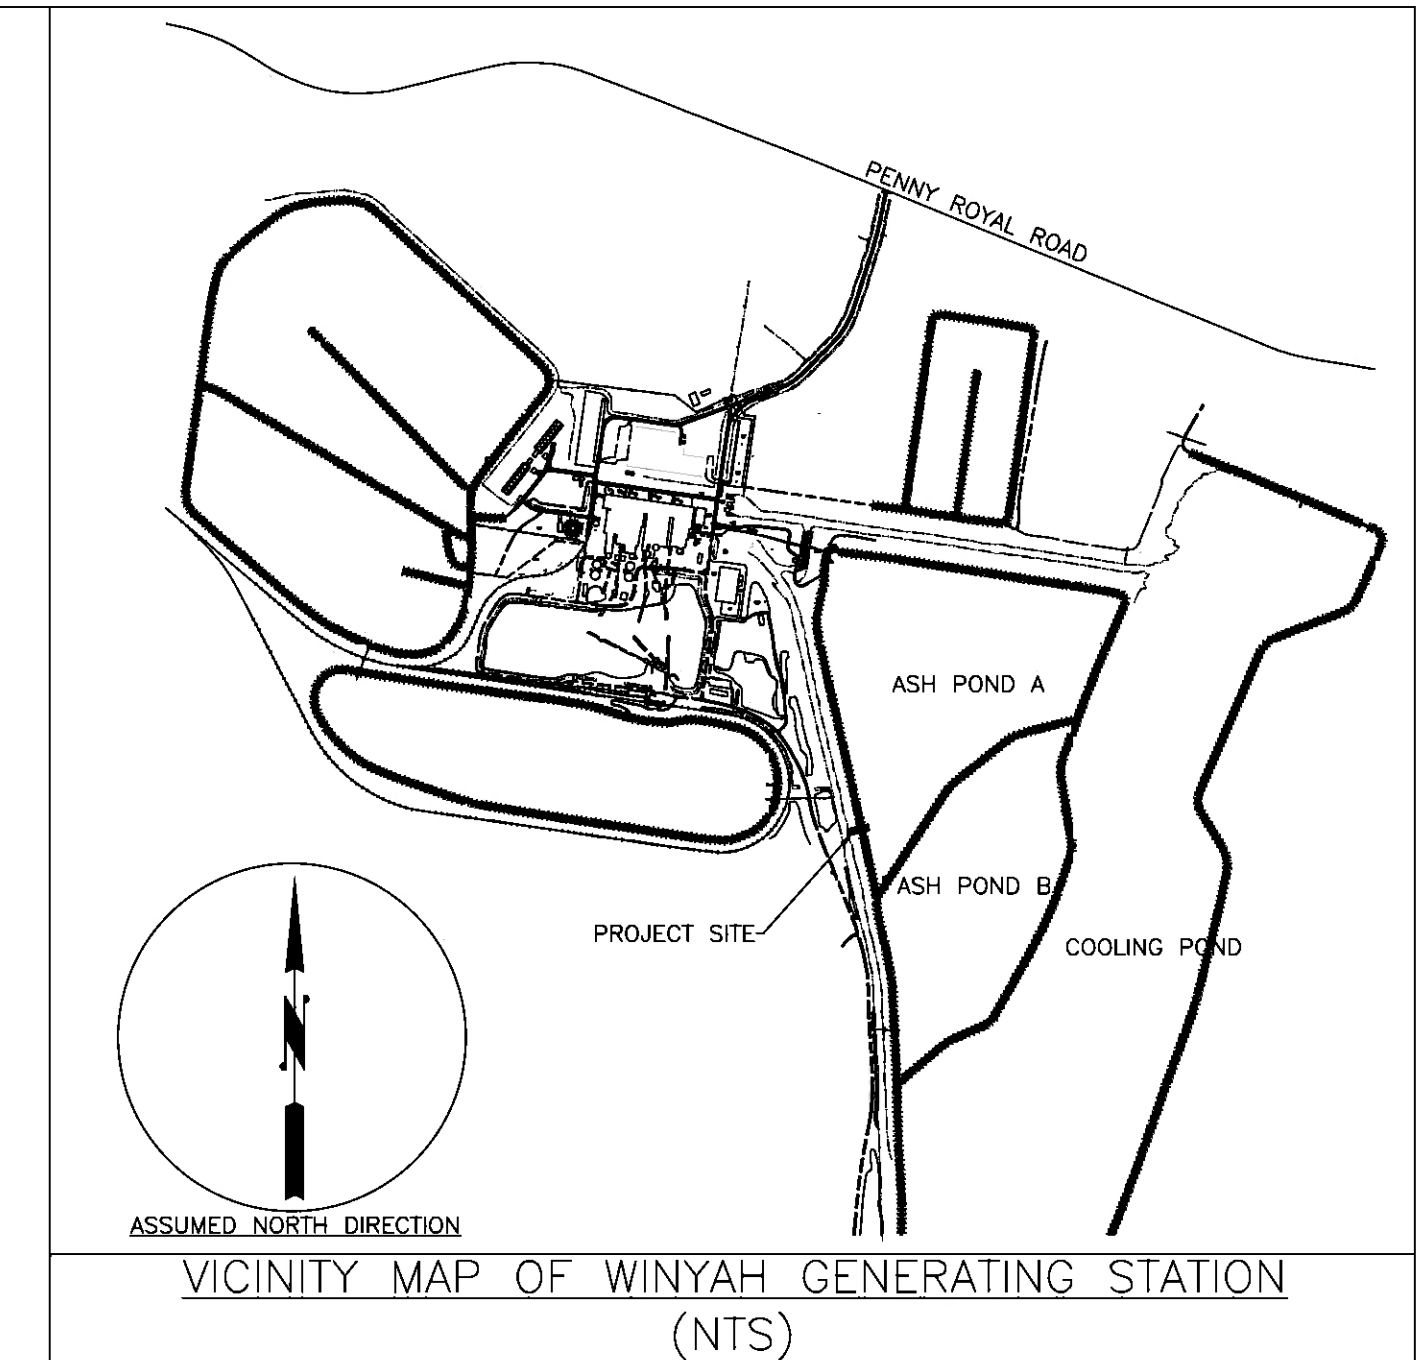 PENNY ROYAL ROAD
ASH POND A
ASH POND B
PROJECT SITE
COOLING POND
N
ASSUMED NORTH DIRECTION
VICINITY MAP OF WINYAH GENERATING STATION
(NTS)